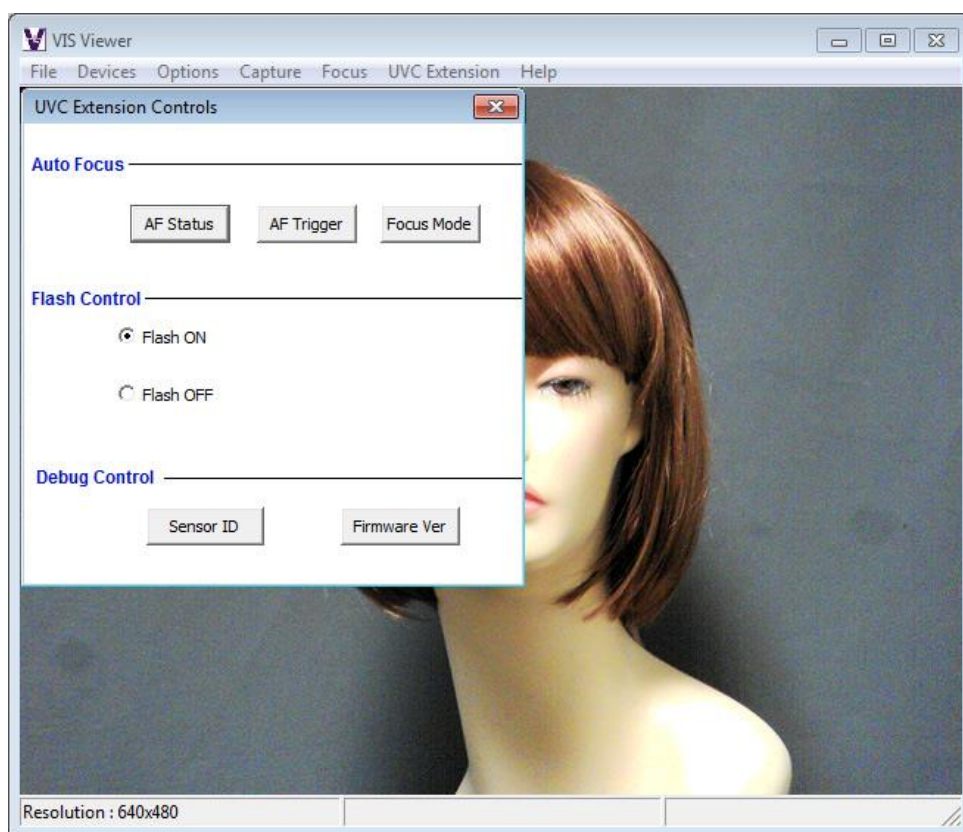 VIS Viewer
File Devices Options Capture Focus UVC Extension Help
UVC Extension Controls
Auto Focus
AF Status AF Trigger Focus Mode
Flash Control
Flash ON
Flash OFF
Debug Control
Sensor ID Firmware Ver
Resolution : 640x480